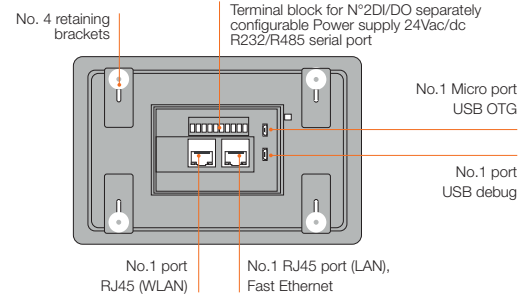 No. 4 retaining
brackets
Terminal block for N°2DI/DO separately
configurable Power supply 24Vac/dc
R232/R485 serial port
No.1 Micro port
USB OTG
No.1 port
USB debug
No.1 port
RJ45 (WLAN)
No.1 RJ45 port (LAN),
Fast Ethernet